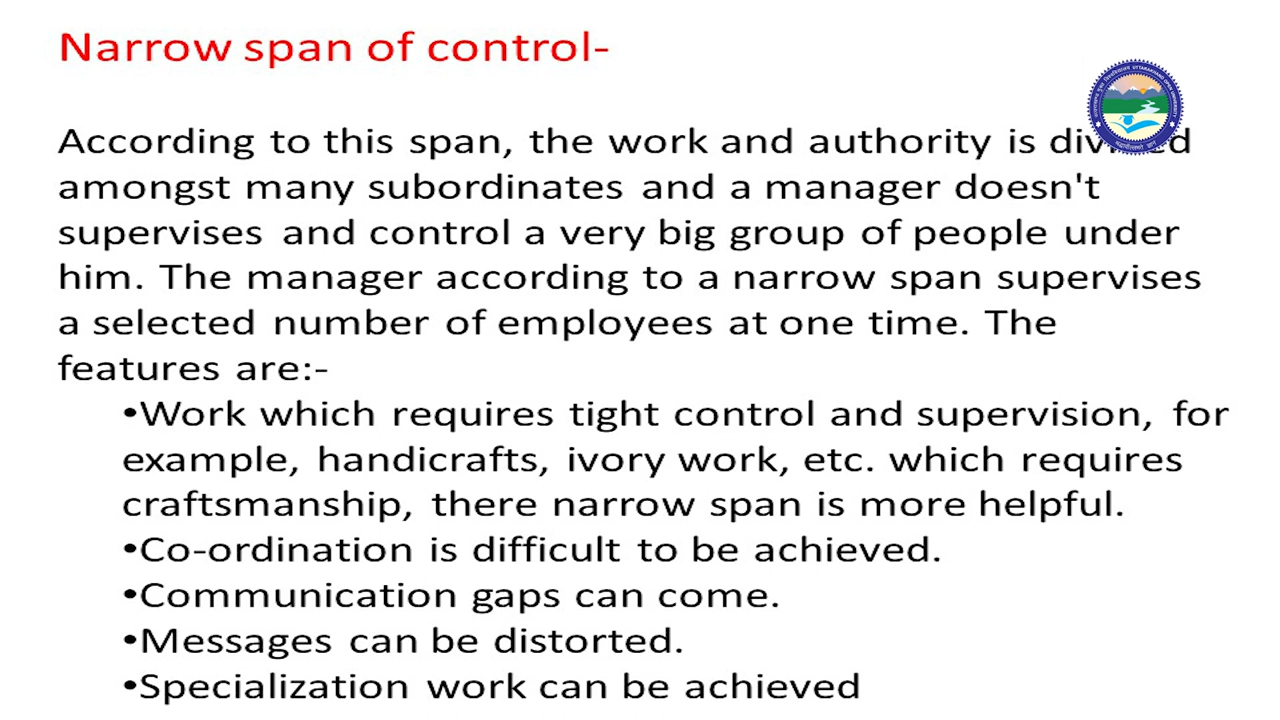 Narrow span of control-
According to this span, the work and authority is divided
amongst many subordinates and a manager doesn't
supervises and control a very big group of people under
him. The manager according to a narrow span supervises
a selected number of employees at one time. The
features are:-
•Work which requires tight control and supervision, for
example, handicrafts, ivory work, etc. which requires
craftsmanship, there narrow span is more helpful.
•Co-ordination is difficult to be achieved.
•Communication gaps can come.
•Messages can be distorted.
•Specialization work can be achieved
UTTARAKHAND OPEN UNIVERSITY